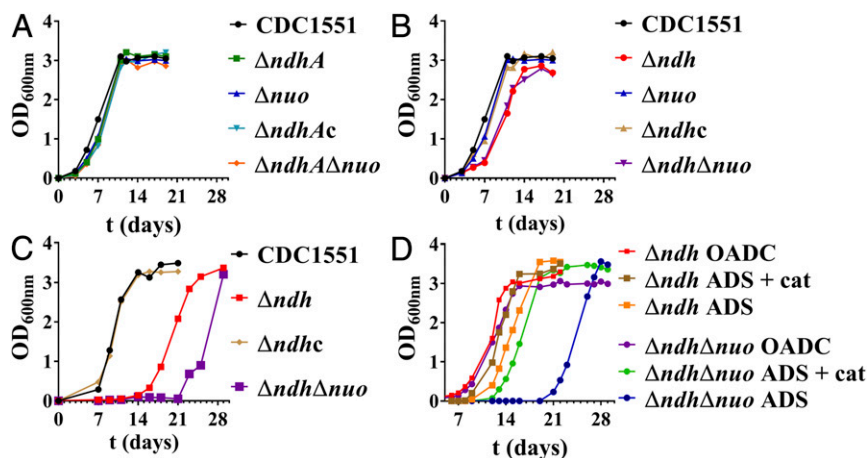 A
OD600nm
4
3
2
1
0
0 7 14 21 28
t (days)
CDC1551
ΔndhA
Δnuo
ΔndhAc
ΔndhAΔnuo
B
OD600nm
4
3
2
1
0
0 7 14 21 28
t (days)
CDC1551
Δndh
Δnuo
Δndhc
ΔndhΔnuo
C
OD600nm
4
3
2
1
0
0 7 14 21 28
t (days)
CDC1551
Δndh
Δndhc
ΔndhΔnuo
D
OD600nm
4
3
2
1
0
7 14 21 28
t (days)
Δndh OADC
Δndh ADS + cat
Δndh ADS
ΔndhΔnuo OADC
ΔndhΔnuo ADS + cat
ΔndhΔnuo ADS